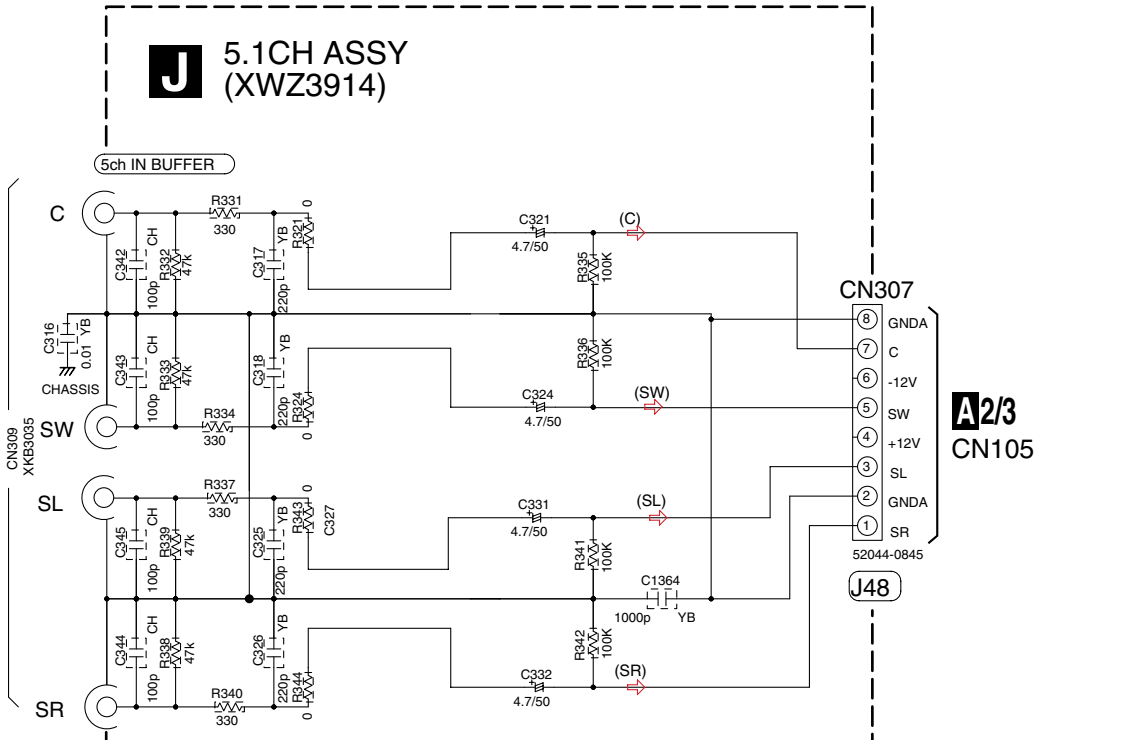 J
5.1CH ASSY
(XWZ3914)
5ch IN BUFFER
C
R331
330
0
R321
C342
CH
100p
R332
47k
C317
YB
220p
C321
4.7/50
(C)
R335
100K
CN307
8 GNDA
7 C
6 -12V
5 SW
4 +12V
3 SL
2 GNDA
1 SR
52044-0845
J48
A 2/3
CN105
C316
0.01
YB
CHASSIS
C343
CH
100p
R333
47k
C318
YB
220p
R324
0
R336
100K
C324
4.7/50
(SW)
SW
R334
330
CN309
XKB3035
SL
R337
330
0
R343
C327
C345
CH
100p
R339
47k
C325
YB
220p
C331
4.7/50
(SL)
R341
100K
C1364
1000p
YB
C344
CH
100p
R338
47k
C326
YB
220p
R344
0
R342
100K
C332
4.7/50
(SR)
SR
R340
330